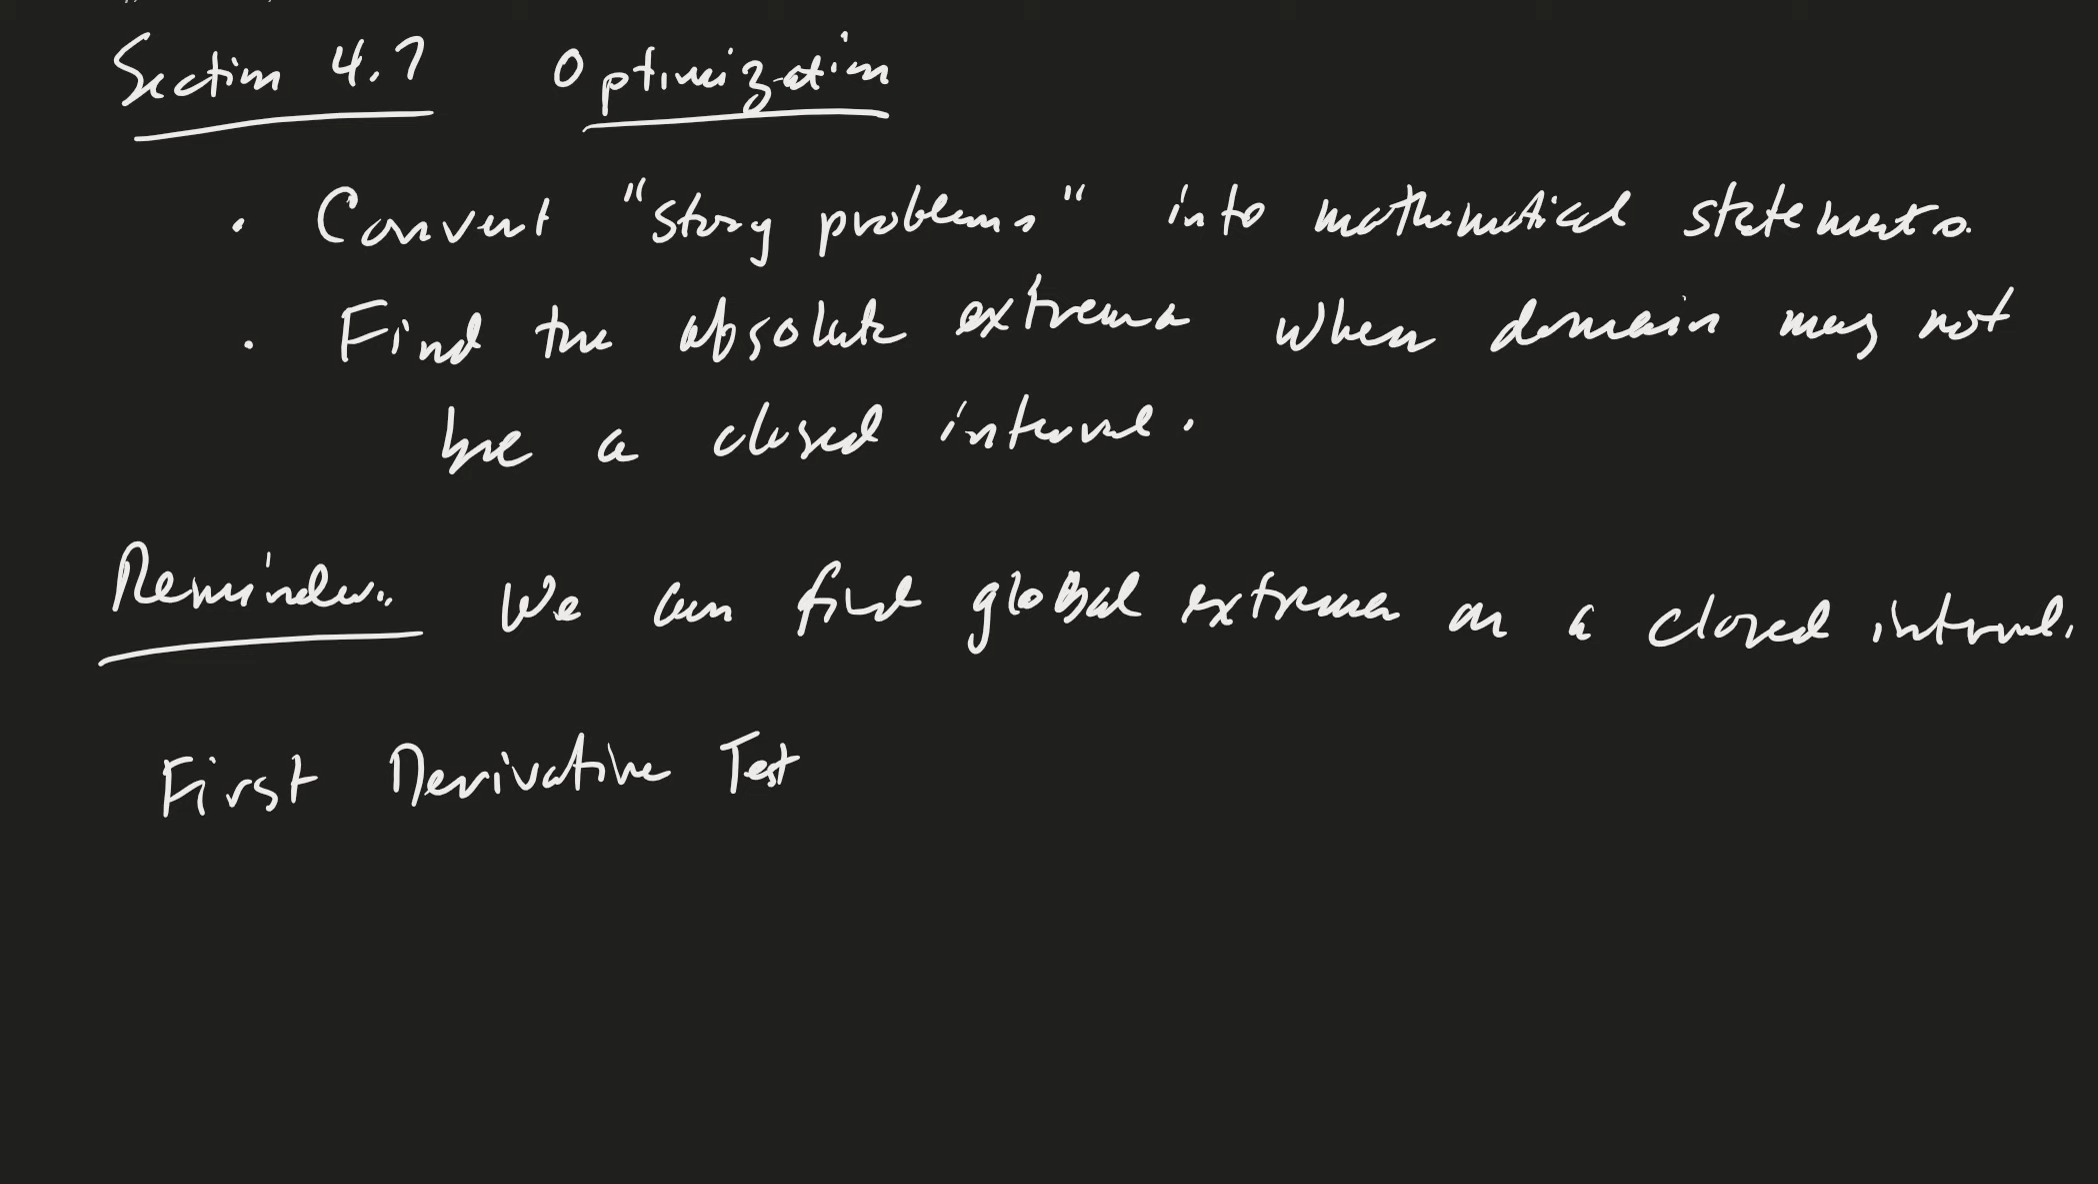 Section 4.7 Optimization
• Convert "story problems" into mathematical statements.
• Find the absolute extrema when domain may not
be a closed interval.
Reminder: We can find global extrema on a closed interval.
First Derivative Test